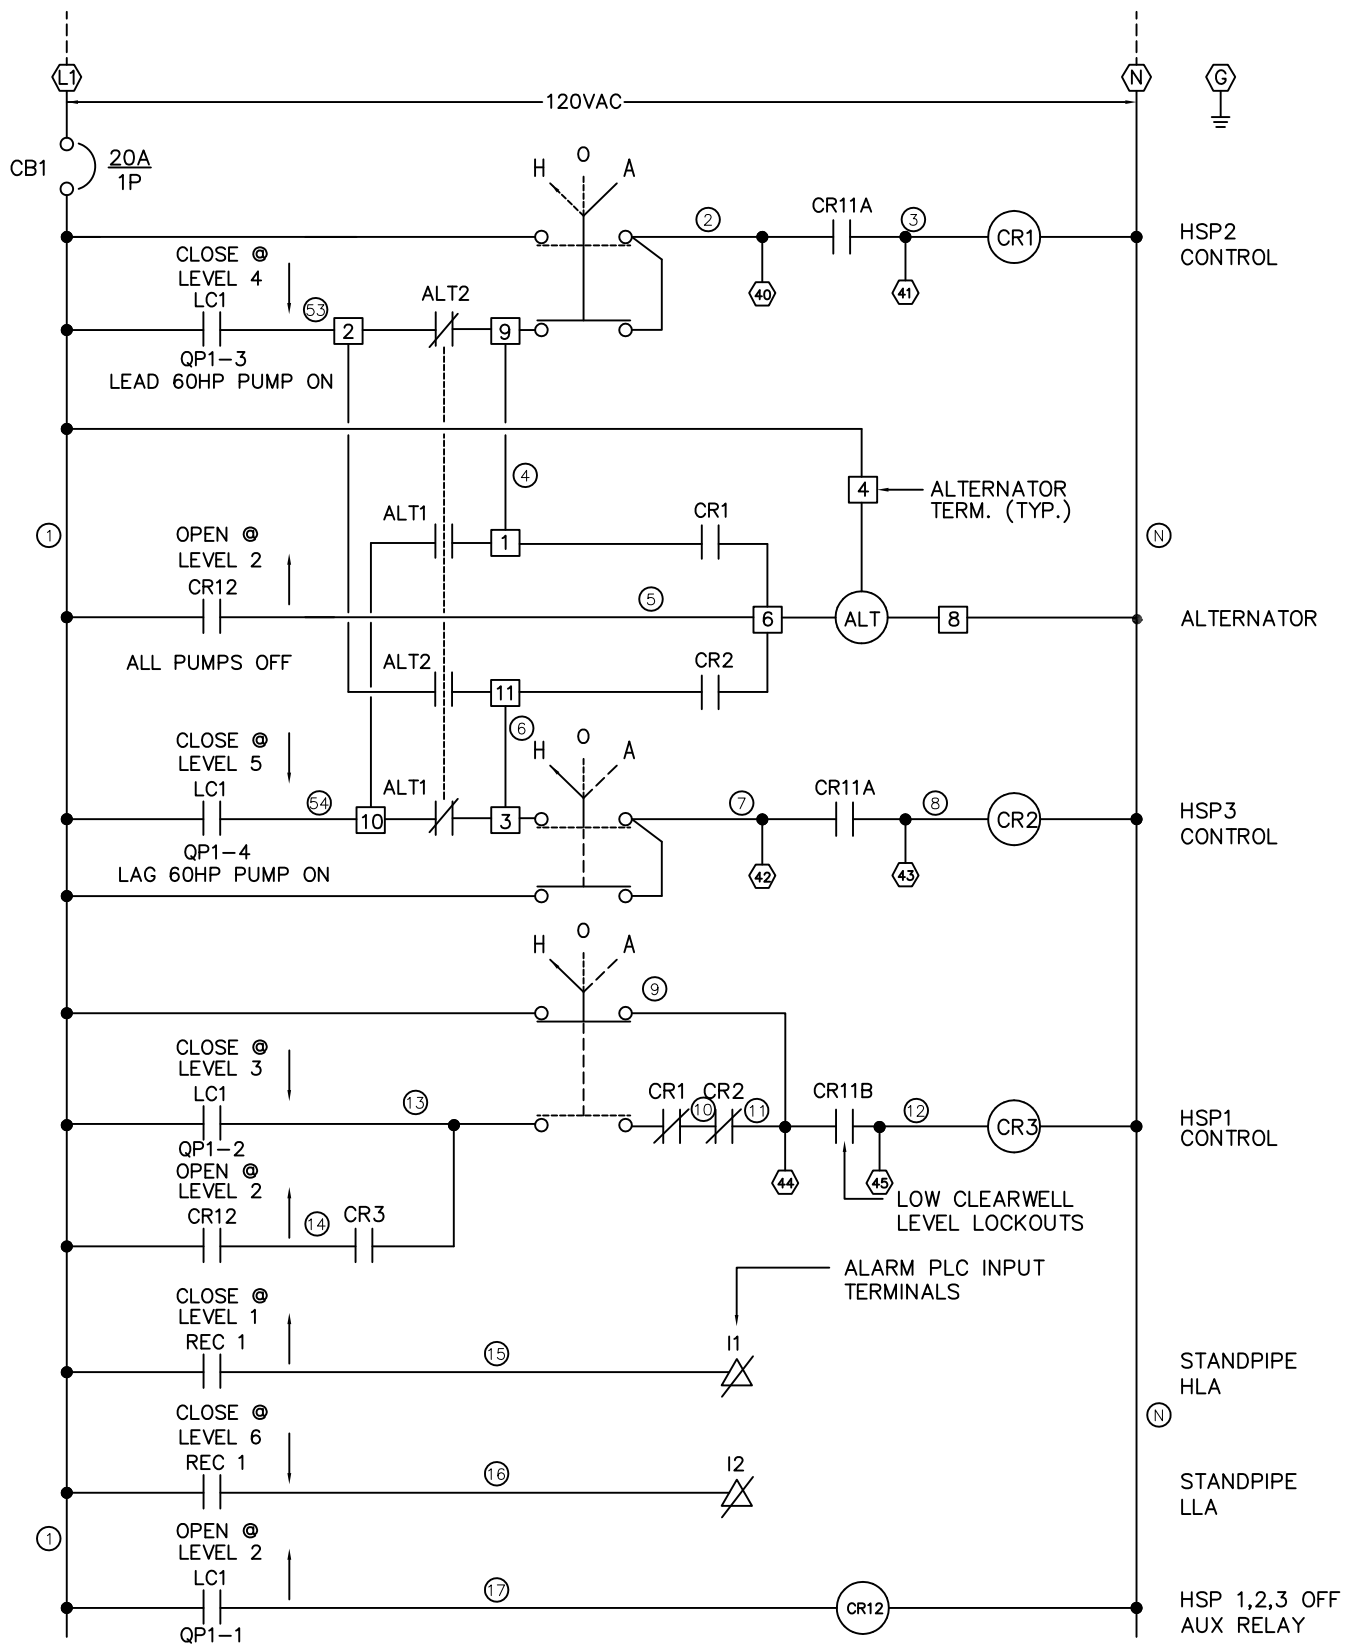 L1
N
G
120VAC
CB1
20A
1P
H O A
2
CR11A
3
CR1
HSP2
CONTROL
CLOSE @
LEVEL 4
LC1
53
ALT2
40
41
2
9
QP1-3
LEAD 60HP PUMP ON
4
4
ALTERNATOR
TERM. (TYP.)
ALT1
CR1
1
OPEN @
LEVEL 2
CR12
1
N
5
6
ALT
8
ALTERNATOR
ALL PUMPS OFF
ALT2
CR2
11
6
CLOSE @
LEVEL 5
LC1
54
ALT1
H O A
7
CR11A
8
10
3
CR2
HSP3
CONTROL
QP1-4
LAG 60HP PUMP ON
42
43
H O A
9
CLOSE @
LEVEL 3
LC1
13
CR1
10
CR2
11
CR11B
12
CR3
HSP1
CONTROL
QP1-2
44
45
OPEN @
LEVEL 2
CR12
14
CR3
LOW CLEARWELL
LEVEL LOCKOUTS
ALARM PLC INPUT
TERMINALS
CLOSE @
LEVEL 1
REC 1
15
I1
STANDPIPE
HLA
CLOSE @
LEVEL 6
REC 1
16
I2
N
STANDPIPE
LLA
1
OPEN @
LEVEL 2
LC1
17
CR12
QP1-1
HSP 1,2,3 OFF
AUX RELAY